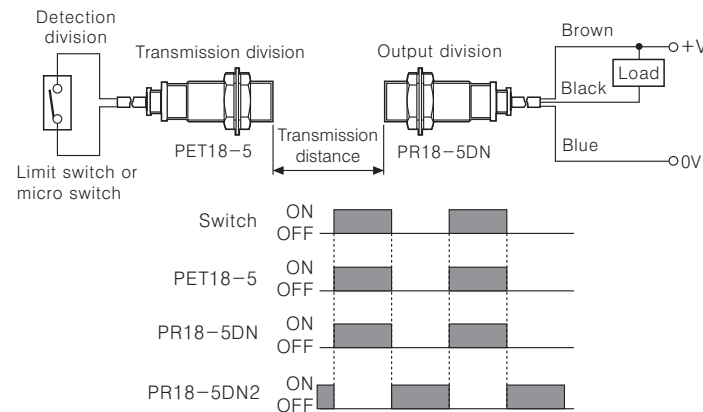 Detection
division
Transmission division
Output division
Brown
+V
Load
Black
Transmission
distance
PET18-5
PR18-5DN
Blue
0V
Limit switch or
micro switch
Switch
ON
OFF
PET18-5
ON
OFF
PR18-5DN
ON
OFF
PR18-5DN2
ON
OFF